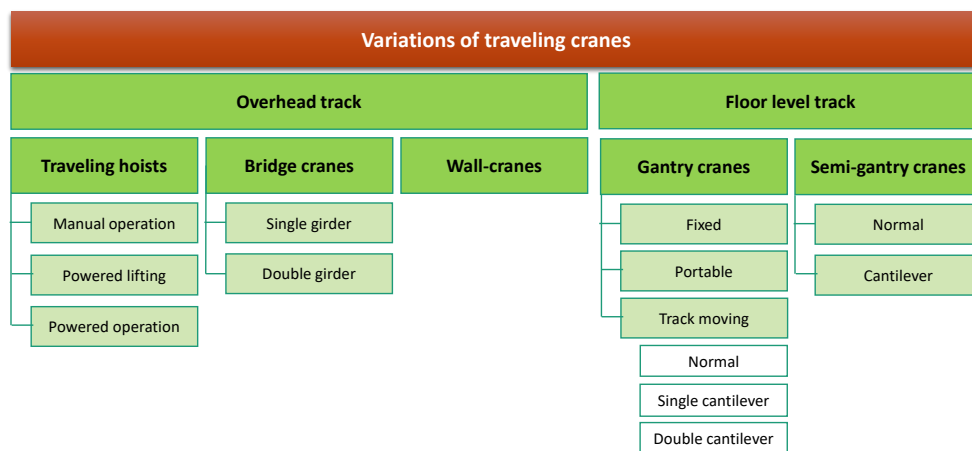 Variations of traveling cranes
Overhead track
Floor level track
Traveling hoists
Bridge cranes
Wall-cranes
Gantry cranes
Semi-gantry cranes
Manual operation
Powered lifting
Powered operation
Single girder
Double girder
Fixed
Portable
Track moving
Normal
Single cantilever
Double cantilever
Normal
Cantilever